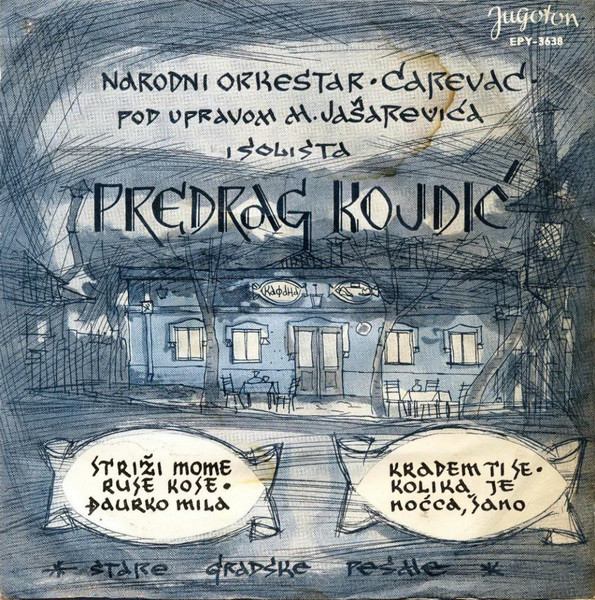 Jugoton
EPY-3638
NARODNI ORKESTAR • CAREVAC •
POD UPRAVOM M. JAŠAREVIĆA
I SOLISTA
PREDRAG KOJDIĆ
КАФАНА
STRIŽI MOME
RUSE KOSE •
ĐAURKO MILA
KRADEM TI SE •
KOLIKA JE
NOĆCA, ŠANO
* STARE GRADSKE PESME *